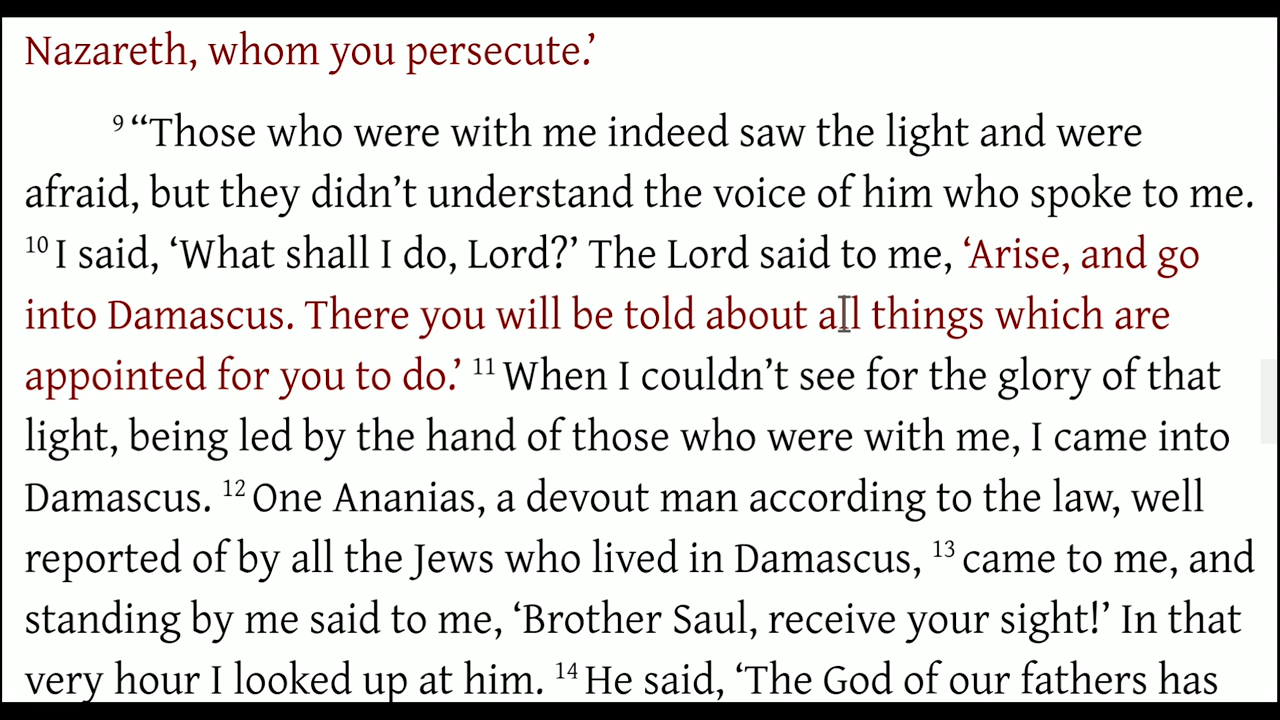 Nazareth, whom you persecute.’
9 “Those who were with me indeed saw the light and were
afraid, but they didn’t understand the voice of him who spoke to me.
10 I said, ‘What shall I do, Lord?’ The Lord said to me, ‘Arise, and go
into Damascus. There you will be told about all things which are
appointed for you to do.’ 11 When I couldn’t see for the glory of that
light, being led by the hand of those who were with me, I came into
Damascus. 12 One Ananias, a devout man according to the law, well
reported of by all the Jews who lived in Damascus, 13 came to me, and
standing by me said to me, ‘Brother Saul, receive your sight!’ In that
very hour I looked up at him. 14 He said, ‘The God of our fathers has